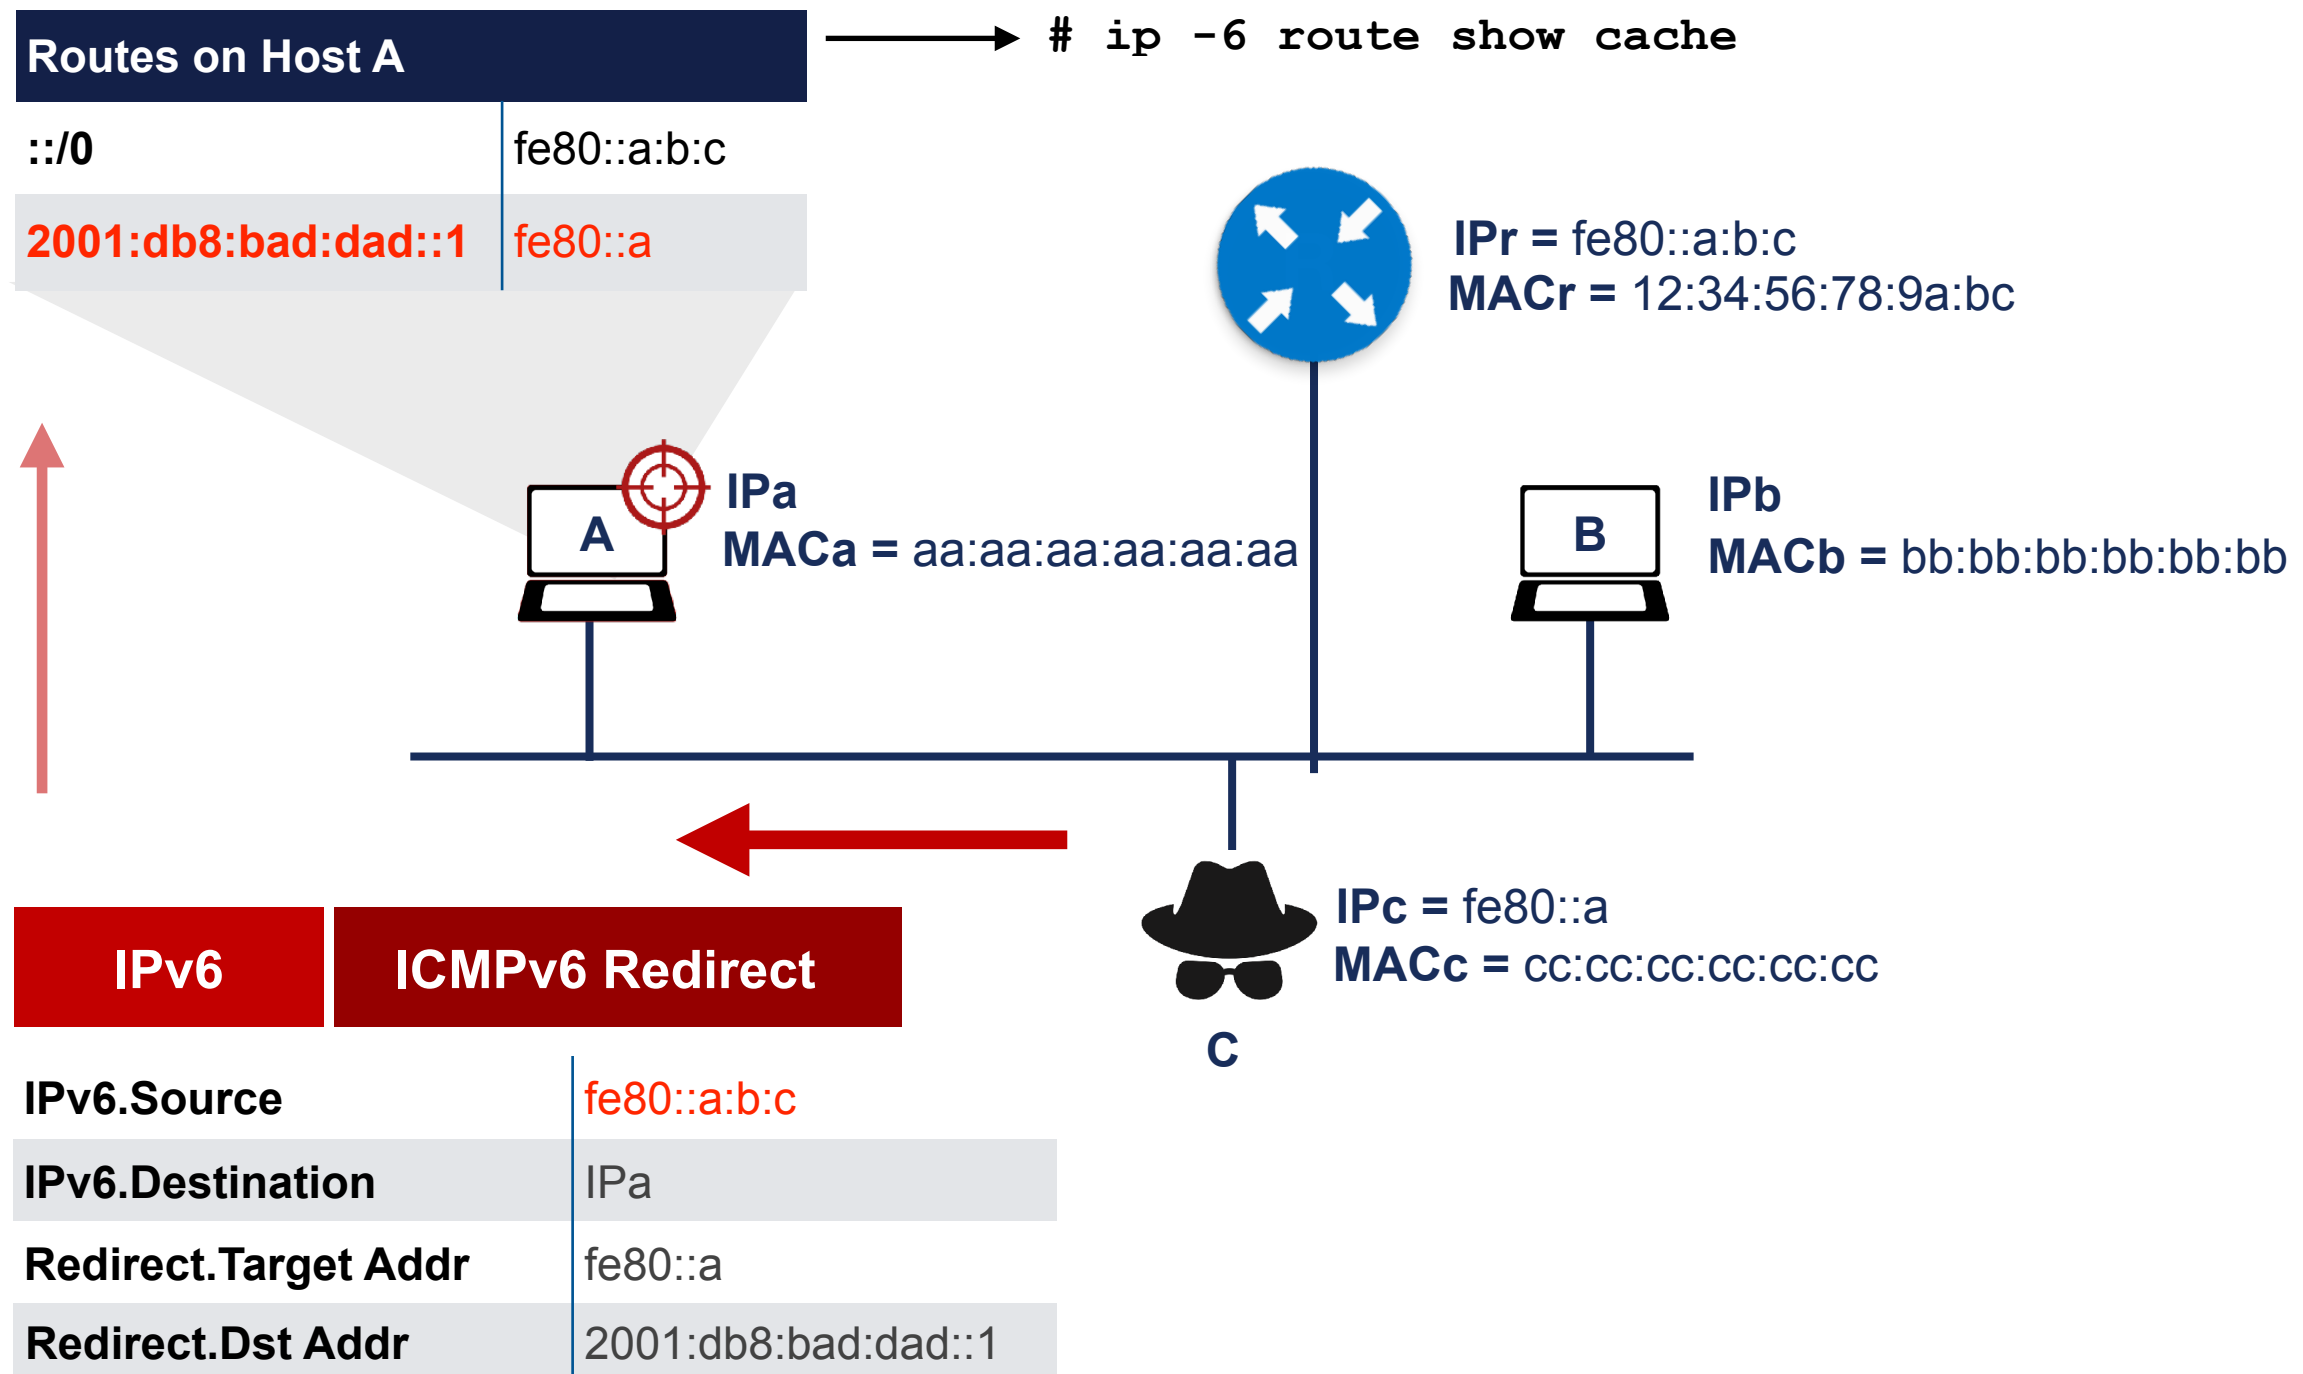 Routes on Host A
# ip -6 route show cache
::/0 fe80::a:b:c
2001:db8:bad:dad::1 fe80::a
IPr = fe80::a:b:c
MACr = 12:34:56:78:9a:bc
A
IPa
MACa = aa:aa:aa:aa:aa:aa
B
IPb
MACb = bb:bb:bb:bb:bb:bb
IPc = fe80::a
MACc = cc:cc:cc:cc:cc:cc
C
IPv6 ICMPv6 Redirect
IPv6.Source fe80::a:b:c
IPv6.Destination IPa
Redirect.Target Addr fe80::a
Redirect.Dst Addr 2001:db8:bad:dad::1